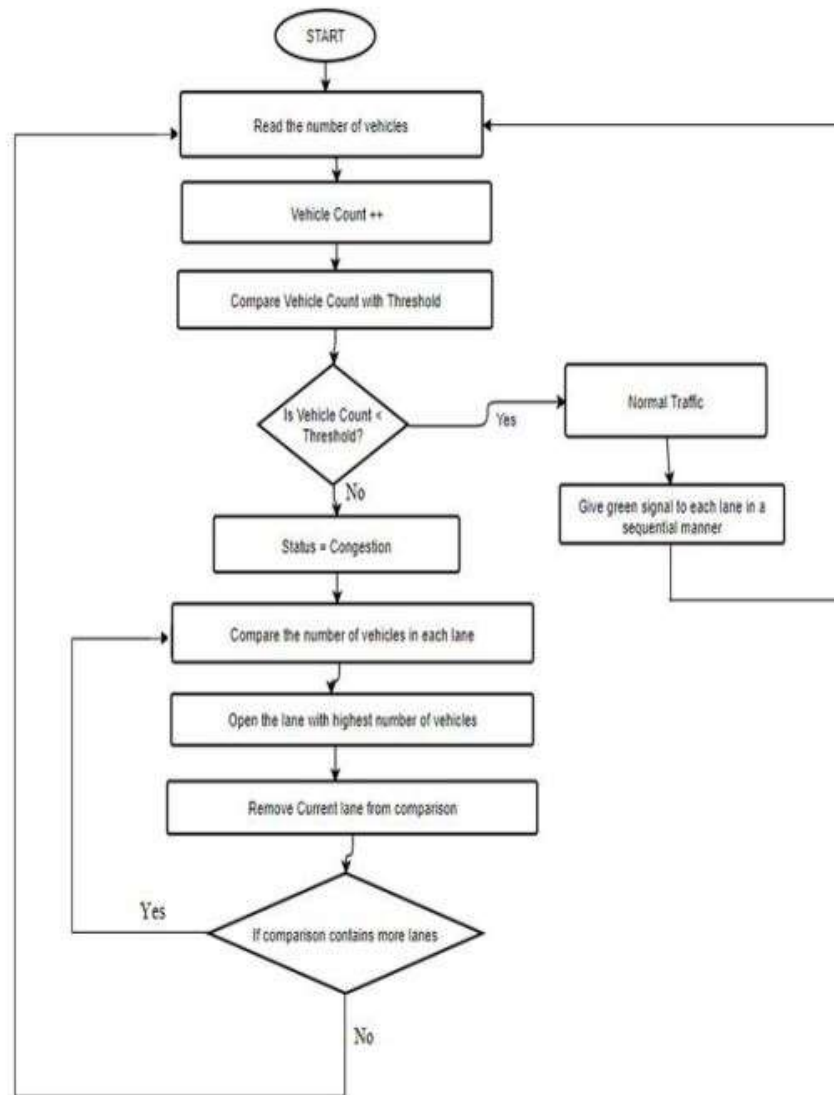 START
Read the number of vehicles
Vehicle Count ++
Compare Vehicle Count with Threshold
Is Vehicle Count <
Threshold?
Yes
Normal Traffic
Give green signal to each lane in a
sequential manner
No
Status = Congestion
Compare the number of vehicles in each lane
Open the lane with highest number of vehicles
Remove Current lane from comparison
Yes
If comparison contains more lanes
No